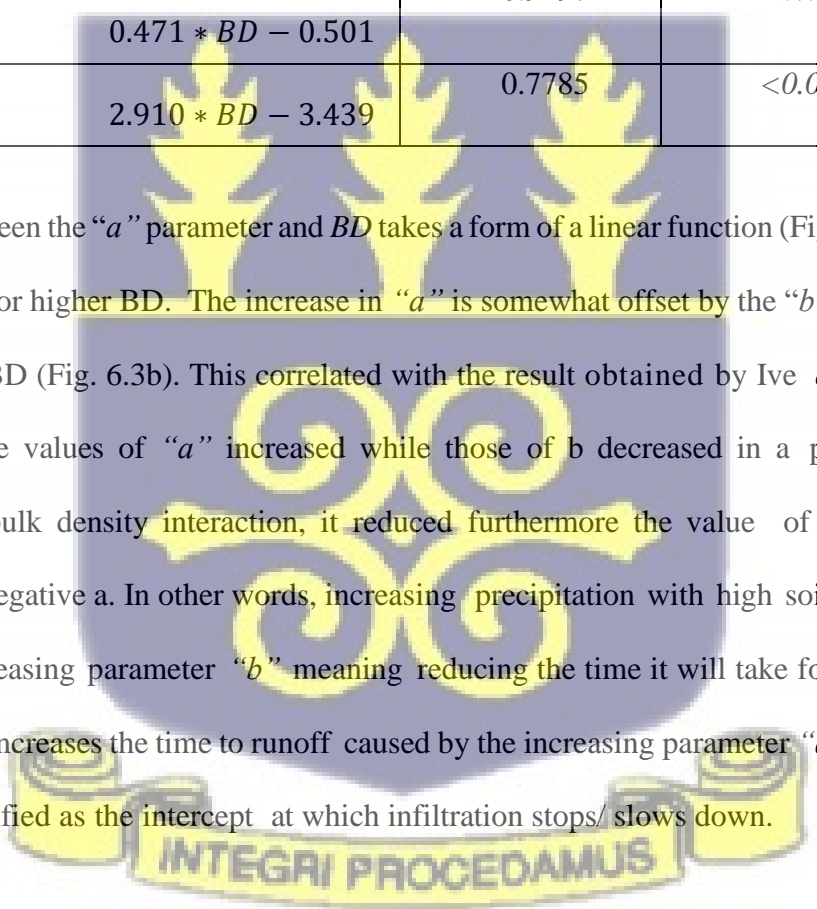 0.471 * BD − 0.501
2.910 * BD − 3.439 0.7785 <0.0
een the “a” parameter and BD takes a form of a linear function (Fi
or higher BD. The increase in “a” is somewhat offset by the “b
BD (Fig. 6.3b). This correlated with the result obtained by Ive
e values of “a” increased while those of b decreased in a p
bulk density interaction, it reduced furthermore the value of
egative a. In other words, increasing precipitation with high soi
easing parameter “b” meaning reducing the time it will take fo
ncreases the time to runoff caused by the increasing parameter “a
ified as the intercept at which infiltration stops/ slows down.
INTEGRI PROCEDAMUS